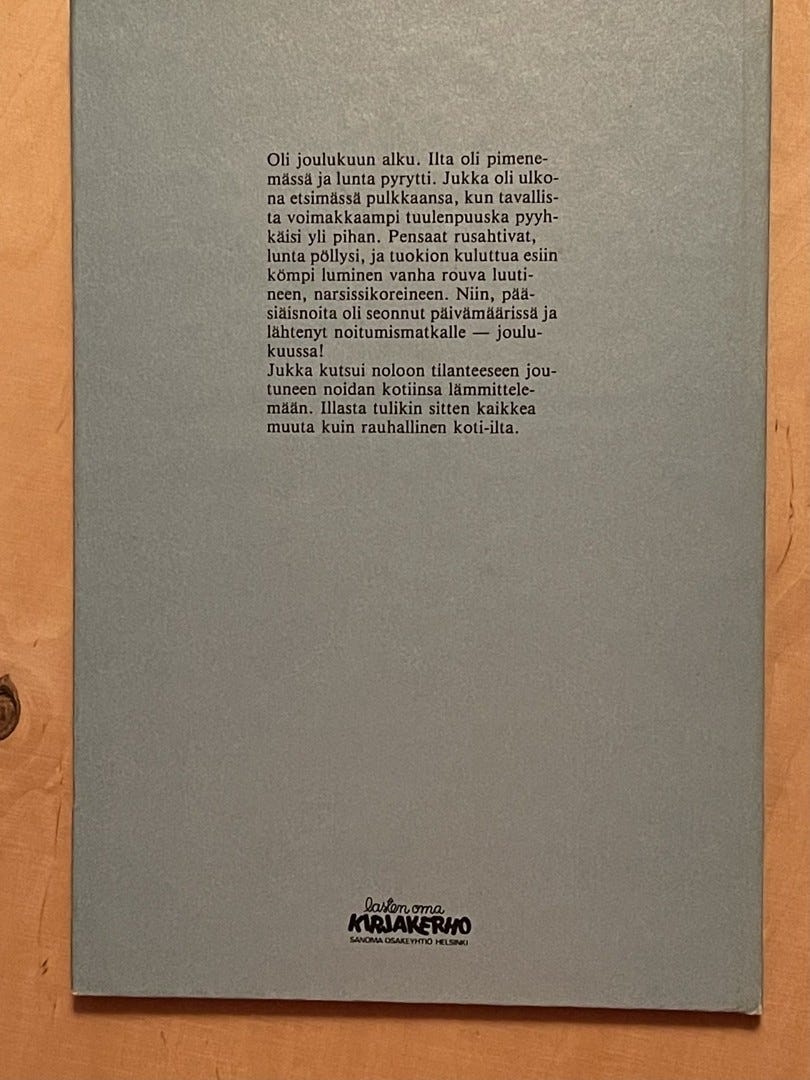 Oli joulukuun alku. Ilta oli pimene-
mässä ja lunta pyrytti. Jukka oli ulko-
na etsimässä pulkkaansa, kun tavallis-
ta voimakkaampi tuulenpuuska pyyh-
käisi yli pihan. Pensaat rusahtivat,
lunta pöllysi, ja tuokion kuluttua esiin
kömpi luminen vanha rouva luuti-
neen, narsissikoreineen. Niin, pää-
siäisnoita oli seonnut päivämäärissä ja
lähtenyt noitumismatkalle — joulu-
kuussa!
Jukka kutsui noloon tilanteeseen jou-
tuneen noidan kotiinsa lämmittele-
mään. Illasta tulikin sitten kaikkea
muuta kuin rauhallinen koti-ilta.
lasten oma
KIRJAKERHO
SANOMA OSAKEYHTIÖ HELSINKI